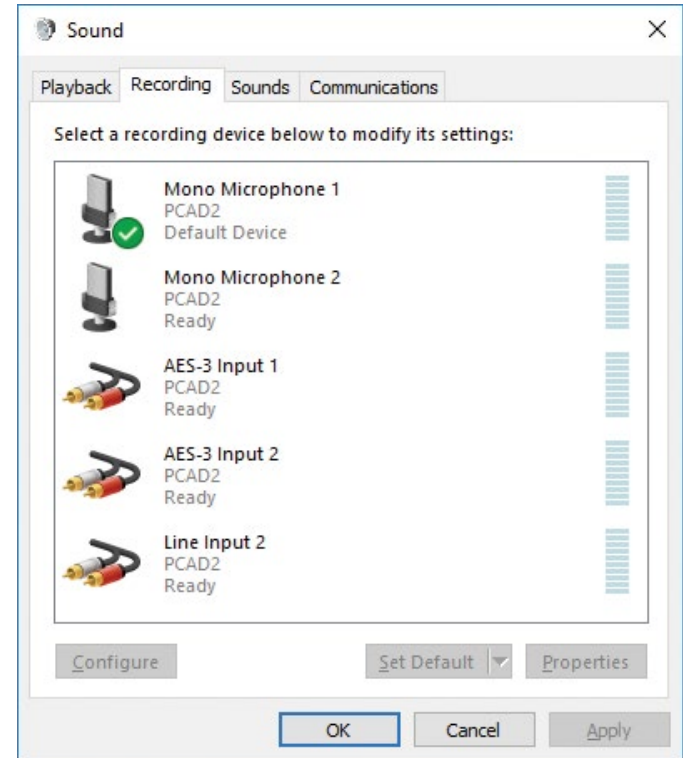 Sound
Playback Recording Sounds Communications
Select a recording device below to modify its settings:
Mono Microphone 1
PCAD2
Default Device
Mono Microphone 2
PCAD2
Ready
AES-3 Input 1
PCAD2
Ready
AES-3 Input 2
PCAD2
Ready
Line Input 2
PCAD2
Ready
Configure Set Default Properties
OK Cancel Apply